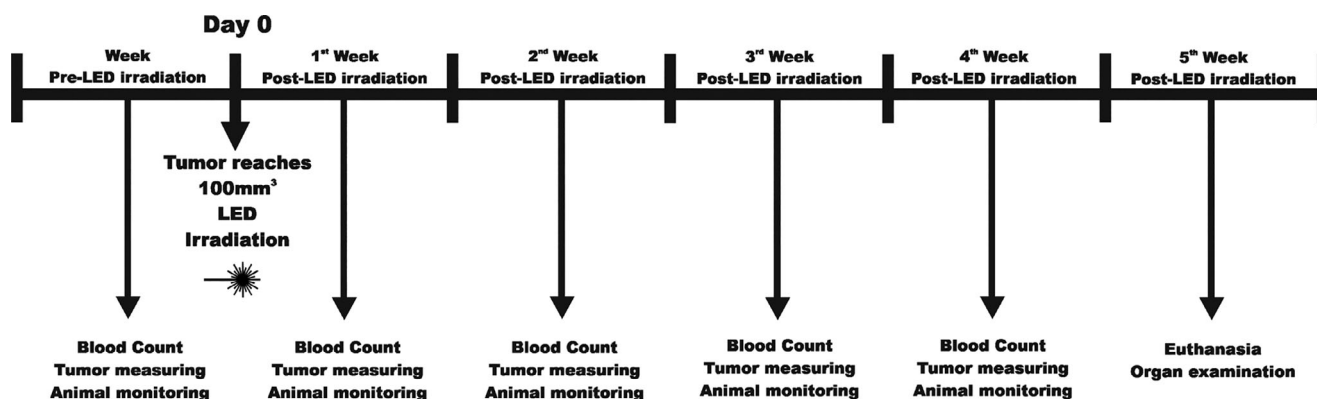 Day 0
Week
Pre-LED irradiation
1st Week
Post-LED irradiation
2nd Week
Post-LED irradiation
3rd Week
Post-LED irradiation
4th Week
Post-LED irradiation
5th Week
Post-LED irradiation
Tumor reaches
100mm³
LED
Irradiation
Blood Count
Tumor measuring
Animal monitoring
Blood Count
Tumor measuring
Animal monitoring
Blood Count
Tumor measuring
Animal monitoring
Blood Count
Tumor measuring
Animal monitoring
Blood Count
Tumor measuring
Animal monitoring
Euthanasia
Organ examination